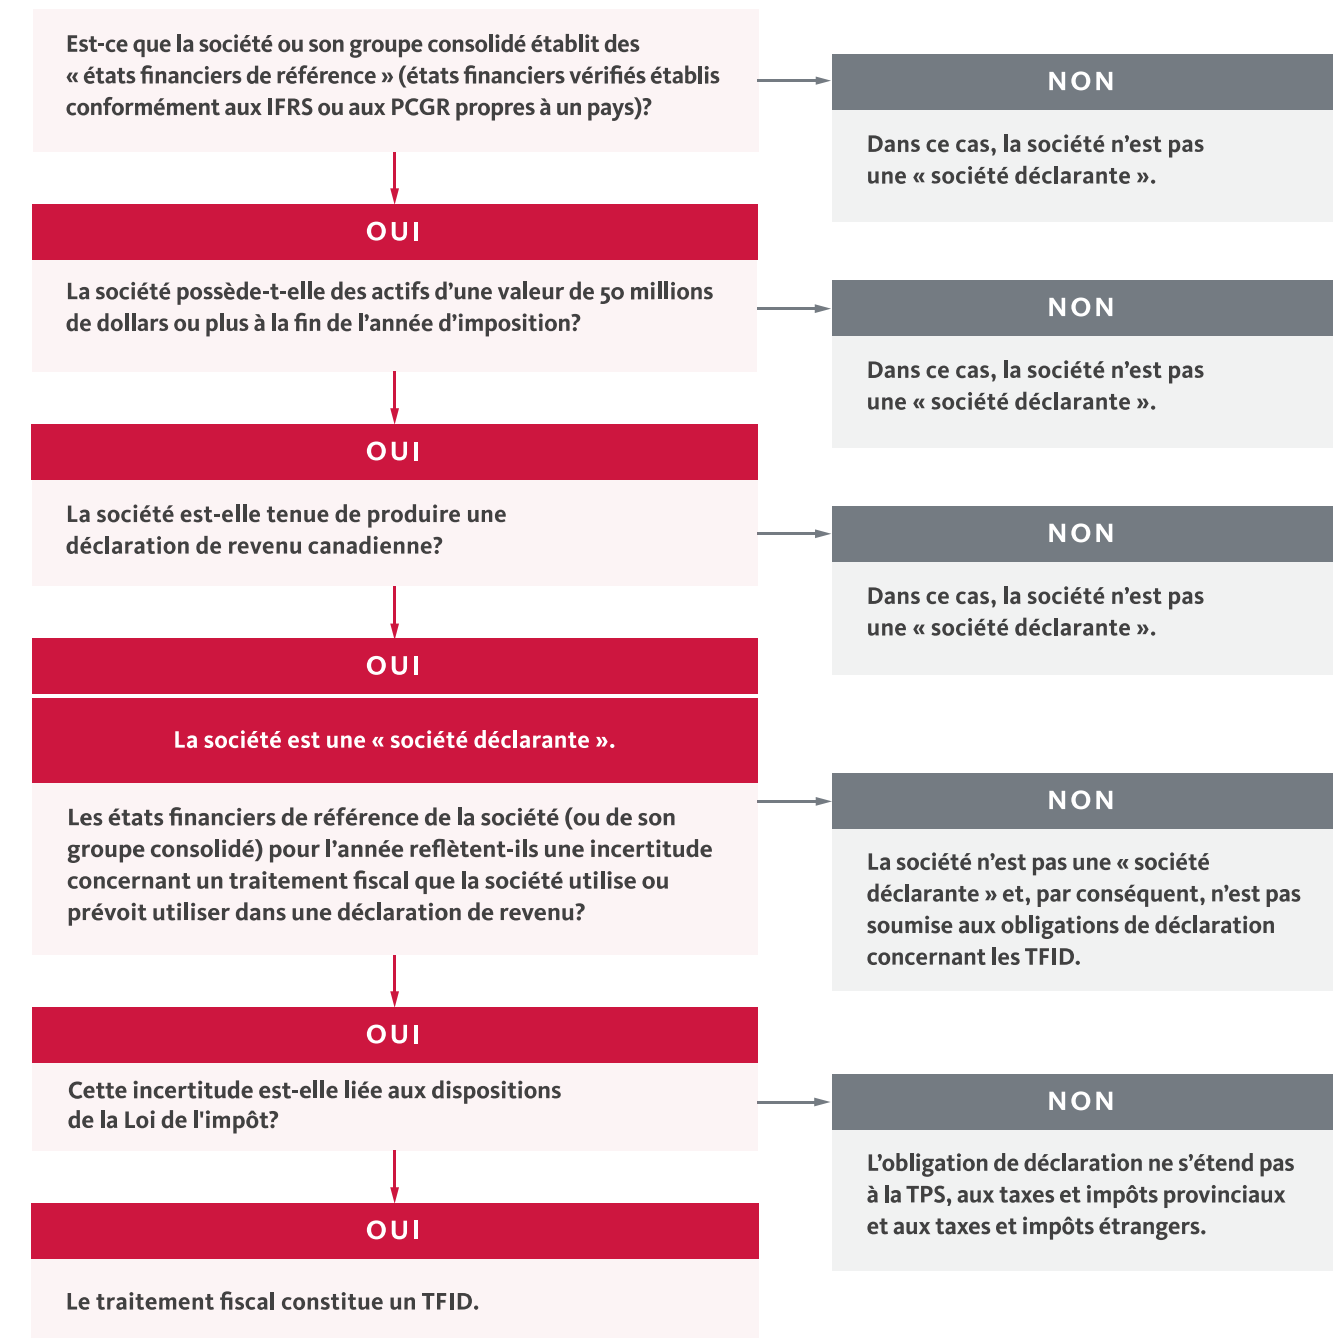 Est-ce que la société ou son groupe consolidé établit des
« états financiers de référence » (états financiers vérifiés établis
conformément aux IFRS ou aux PCGR propres à un pays)?
NON
Dans ce cas, la société n’est pas
une « société déclarante ».
OUI
La société possède-t-elle des actifs d’une valeur de 50 millions
de dollars ou plus à la fin de l’année d’imposition?
NON
Dans ce cas, la société n’est pas
une « société déclarante ».
OUI
La société est-elle tenue de produire une
déclaration de revenu canadienne?
NON
Dans ce cas, la société n’est pas
une « société déclarante ».
OUI
La société est une « société déclarante ».
Les états financiers de référence de la société (ou de son
groupe consolidé) pour l’année reflètent-ils une incertitude
concernant un traitement fiscal que la société utilise ou
prévoit utiliser dans une déclaration de revenu?
NON
La société n’est pas une « société
déclarante » et, par conséquent, n’est pas
soumise aux obligations de déclaration
concernant les TFID.
OUI
Cette incertitude est-elle liée aux dispositions
de la Loi de l'impôt?
NON
L’obligation de déclaration ne s’étend pas
à la TPS, aux taxes et impôts provinciaux
et aux taxes et impôts étrangers.
OUI
Le traitement fiscal constitue un TFID.